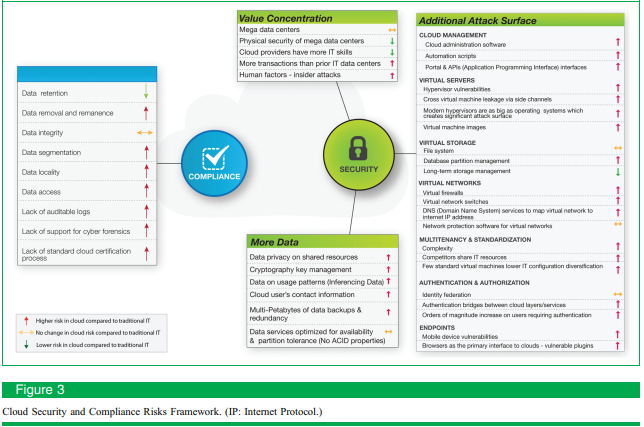 Value Concentration
Mega data centers
Physical security of mega data centers
Cloud providers have more IT skills
More transactions than prior IT data centers
Human factors - insider attacks
Additional Attack Surface
CLOUD MANAGEMENT
Cloud administration software
Automation scripts
Portal & APIs (Application Programming Interface) interfaces
VIRTUAL SERVERS
Hypervisor vulnerabilities
Cross virtual machine leakage via side channels
Modern hypervisors are as big as operating systems which
creates significant attack surface
Virtual machine images
VIRTUAL STORAGE
File system
Database partition management
Long-term storage management
VIRTUAL NETWORKS
Virtual firewalls
Virtual network switches
DNS (Domain Name System) services to map virtual network to
internet IP address
Network protection software for virtual networks
MULTITENANCY & STANDARDIZATION
Complexity
Competitors share IT resources
Few standard virtual machines lower IT configuration diversification
AUTHENTICATION & AUTHORIZATION
Identity federation
Authentication bridges between cloud layers/services
Orders of magnitude increase on users requiring authentication
ENDPOINTS
Mobile device vulnerabilities
Browsers as the primary interface to clouds - vulnerable plugins
Data retention
Data removal and remanence
Data integrity
Data segmentation
Data locality
Data access
Lack of auditable logs
Lack of support for cyber forensics
Lack of standard cloud certification
process
COMPLIANCE
SECURITY
More Data
Data privacy on shared resources
Cryptography key management
Data on usage patterns (Inferencing Data)
Cloud user's contact information
Multi-Petabytes of data backups &
redundancy
Data services optimized for availability
& partition tolerance (No ACID properties)
Higher risk in cloud compared to traditional IT
No change in cloud risk compared to traditional IT
Lower risk in cloud compared to traditional IT
Figure 3
Cloud Security and Compliance Risks Framework. (IP: Internet Protocol.)